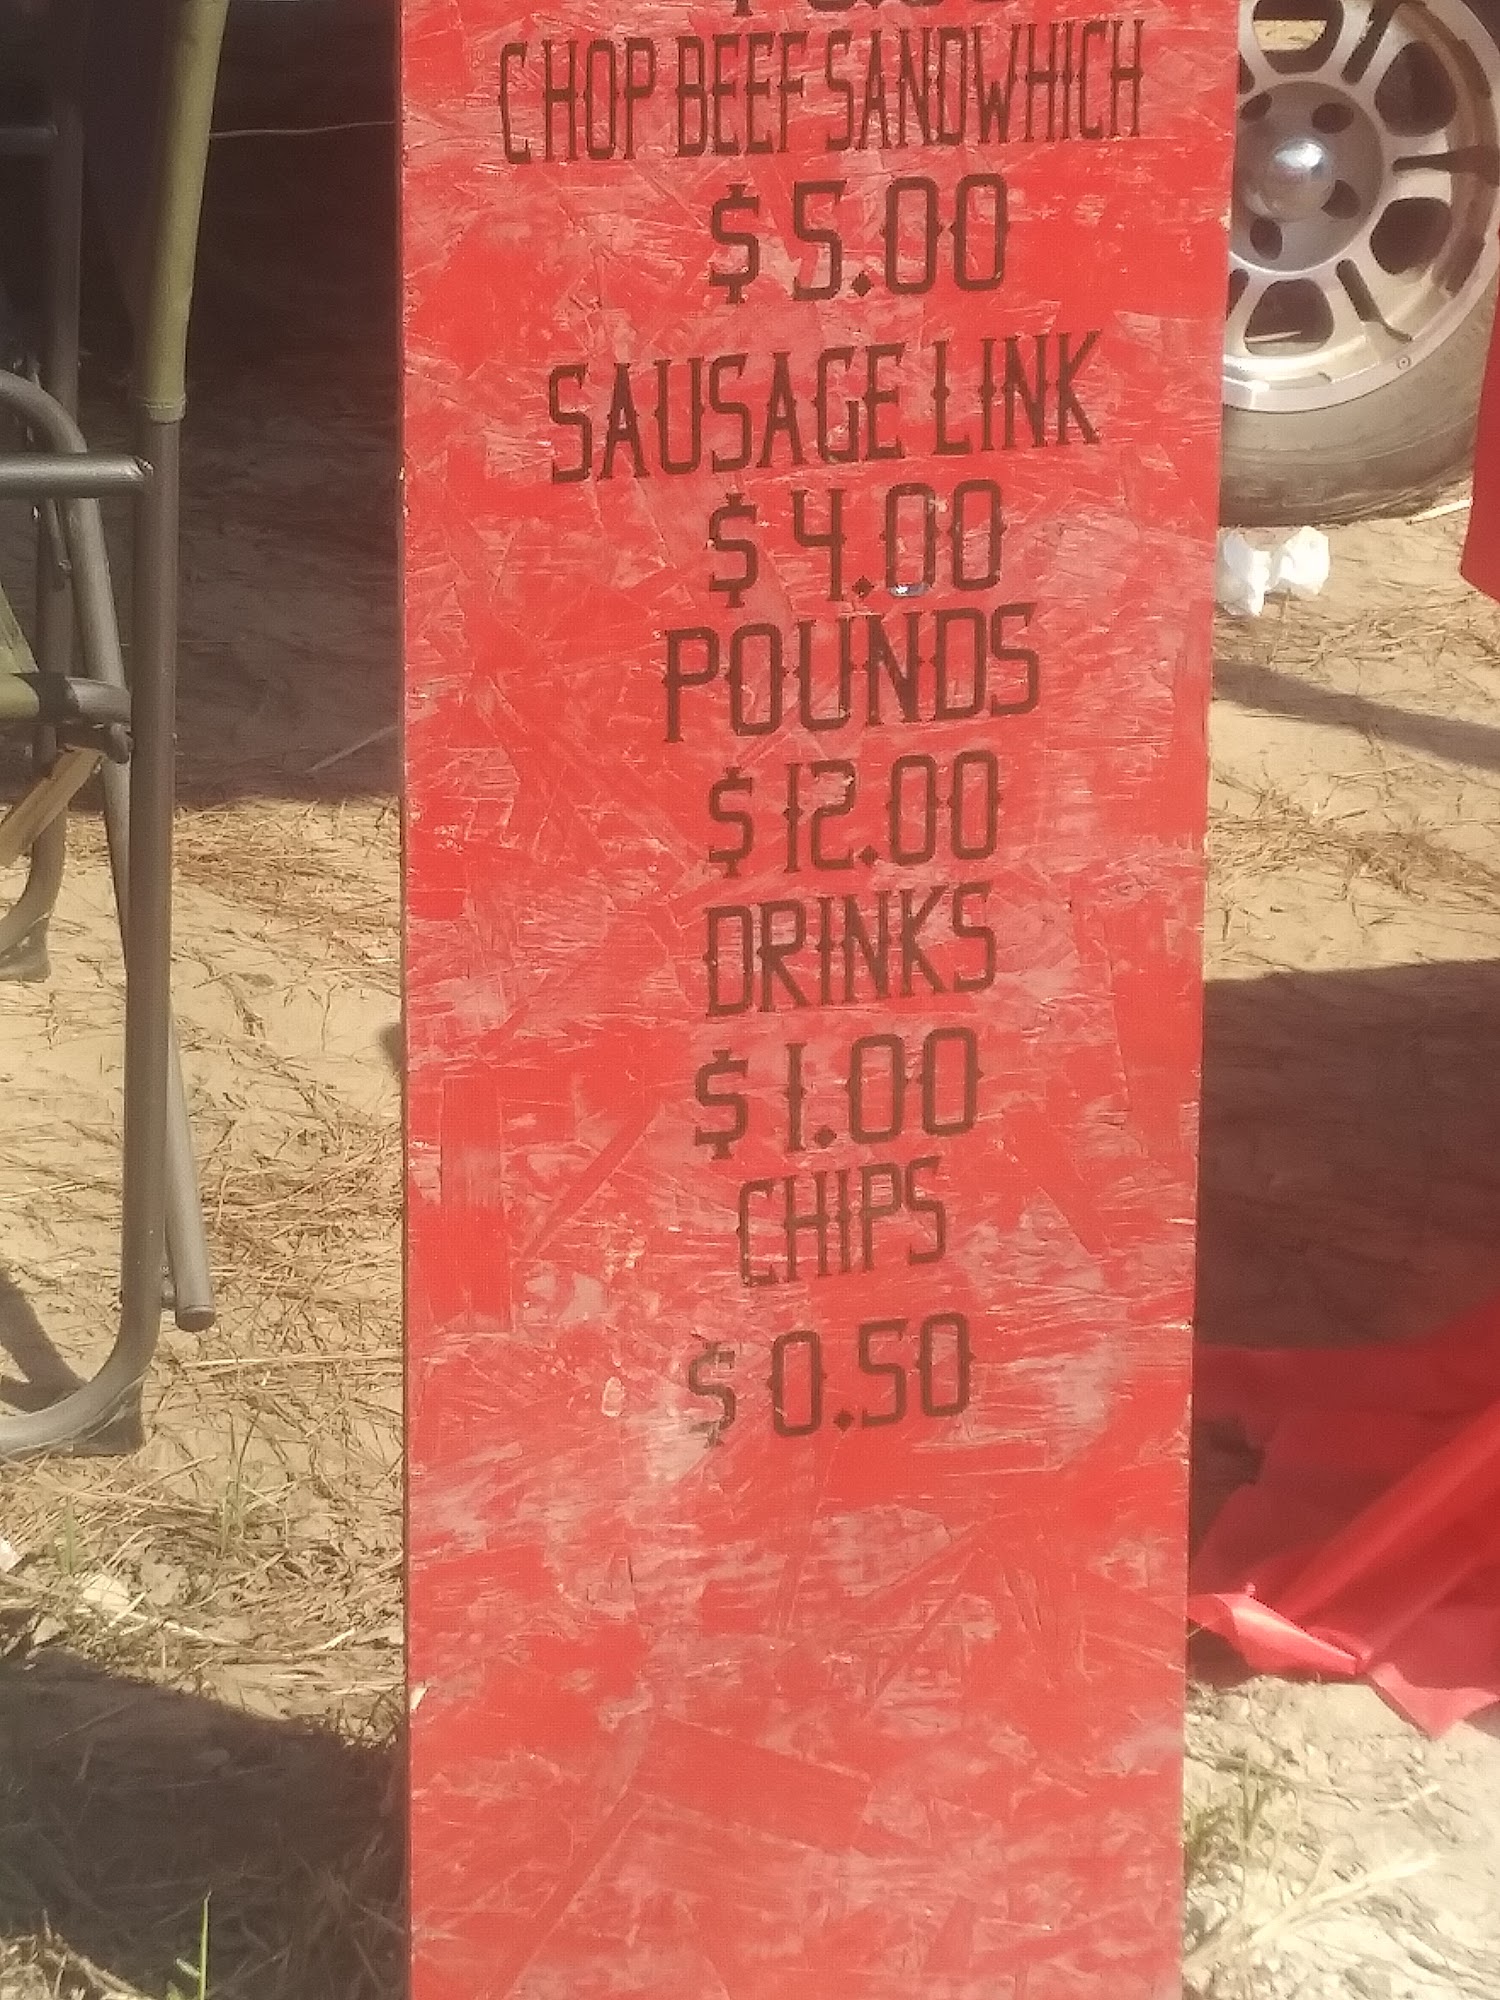 CHOP BEEF SANDWHICH
$5.00
SAUSAGE LINK
$4.00
POUNDS
$12.00
DRINKS
$1.00
CHIPS
$0.50